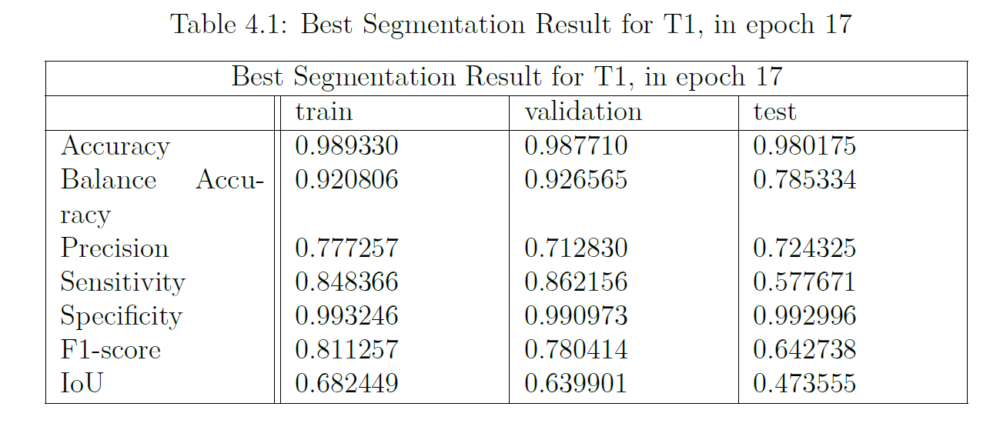 Table 4.1: Best Segmentation Result for T1, in epoch 17
Best Segmentation Result for T1, in epoch 17
train validation test
Accuracy 0.989330 0.987710 0.980175
Balance Accu- 0.920806 0.926565 0.785334
racy
Precision 0.777257 0.712830 0.724325
Sensitivity 0.848366 0.862156 0.577671
Specificity 0.993246 0.990973 0.992996
F1-score 0.811257 0.780414 0.642738
IoU 0.682449 0.639901 0.473555